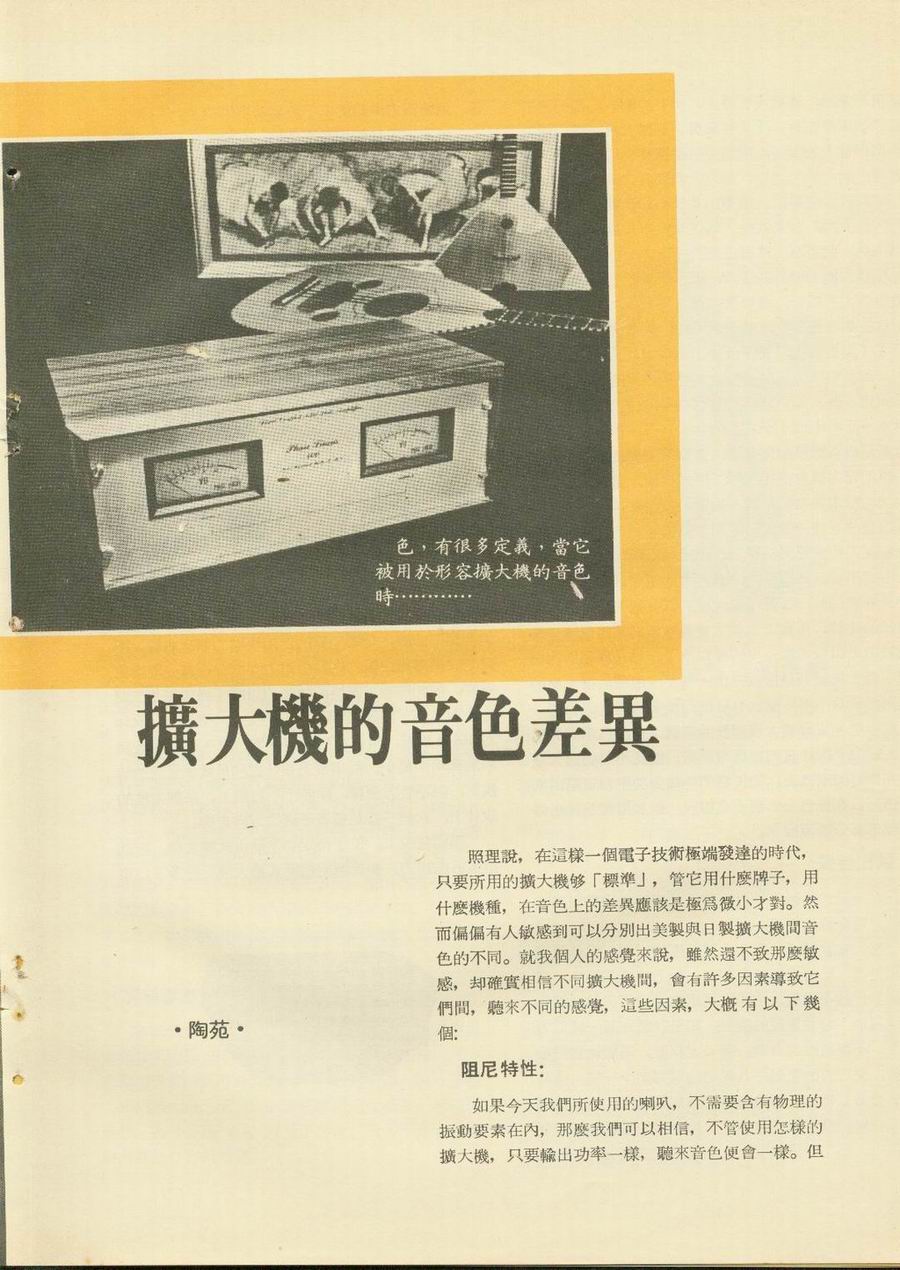 色，有很多定義，當它
被用於形容擴大機的音色
時…………
擴大機的音色差異
•陶苑•
照理說，在這樣一個電子技術極端發達的時代，
只要所用的擴大機够「標準」，管它用什麽牌子，用
什麽機種，在音色上的差異應該是極爲微小才對。然
而偏偏有人敏感到可以分別出美製與日製擴大機間音
色的不同。就我個人的感覺來說，雖然還不致那麽敏
感，却確實相信不同擴大機間，會有許多因素導致它
們間，聽來不同的感覺，這些因素，大概有以下幾
個：
阻尼特性：
如果今天我們所使用的喇叭，不需要含有物理的
振動要素在內，那麽我們可以相信，不管使用怎樣的
擴大機，只要輸出功率一樣，聽來音色便會一樣。但